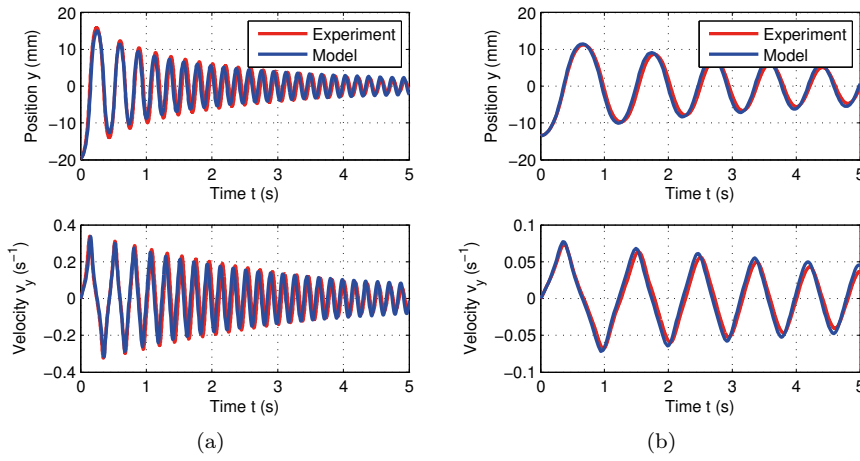 Position y (mm)
20
10
0
−10
−20
Experiment
Model
0 1 2 3 4 5
Time t (s)
Velocity v_y (s⁻¹)
0.4
0.2
0
−0.2
−0.4
0 1 2 3 4 5
Time t (s)
(a)
Position y (mm)
20
10
0
−10
−20
Experiment
Model
0 1 2 3 4 5
Time t (s)
Velocity v_y (s⁻¹)
0.1
0.05
0
−0.05
−0.1
0 1 2 3 4 5
Time t (s)
(b)